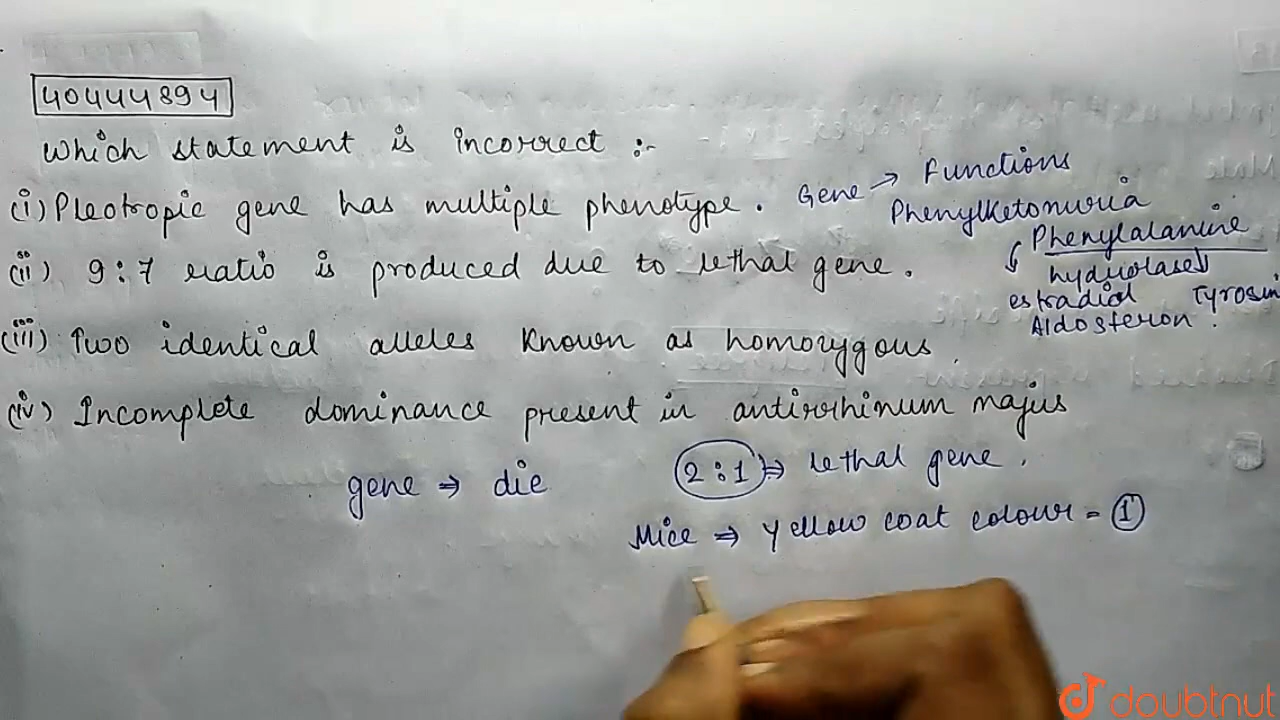 40444894
Which statement is incorrect :-
(i) Pleotropic gene has multiple phenotype. Gene → Functions
Phenylketonuria
Phenylalanine
(ii) 9:7 ratio is produced due to lethal gene.
hydrolases
estradiol Tyrosin
Aldosteron.
(iii) Two identical alleles known as homozygous.
(iv) Incomplete dominance present in antirrhinum majus
gene ⇒ die 2:1 ⇒ lethal gene.
Mice ⇒ Yellow coat colour = 1
doubtnut